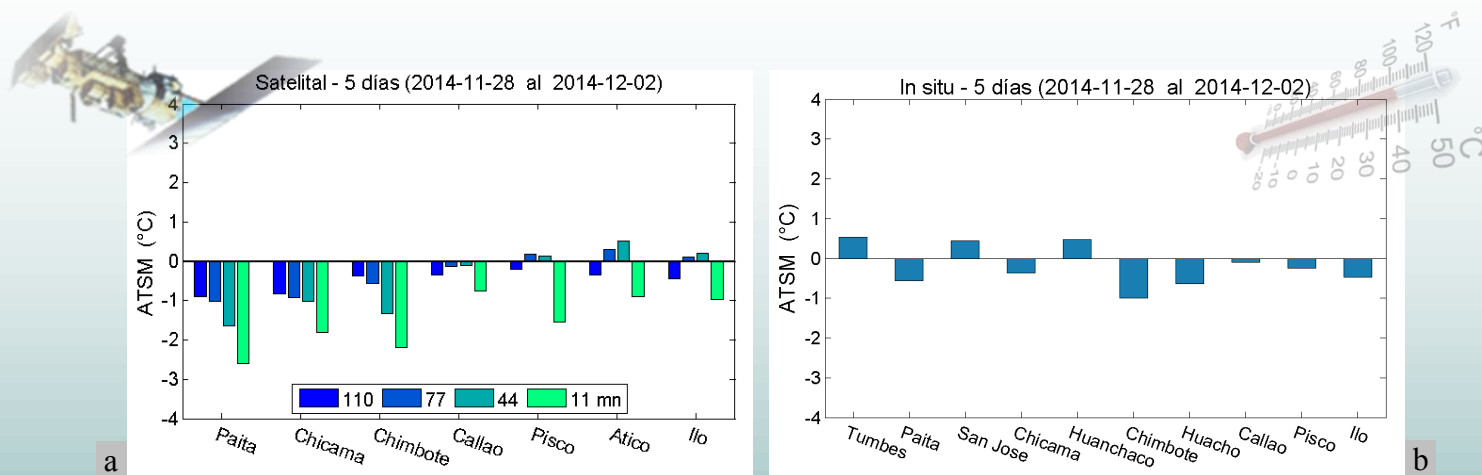 Satelital - 5 días (2014-11-28 al 2014-12-02)
ATSM (°C)
4
3
2
1
0
-1
-2
-3
-4
110 77 44 11 mn
Paita Chicama Chimbote Callao Pisco Atico Ilo
a
In situ - 5 días (2014-11-28 al 2014-12-02)
ATSM (°C)
4
3
2
1
0
-1
-2
-3
-4
Tumbes Paita San Jose Chicama Huanchaco Chimbote Huacho Callao Pisco Ilo
b
°F
120
100
80
60
40
°C
50
40
30
20
10
0
-10
-20